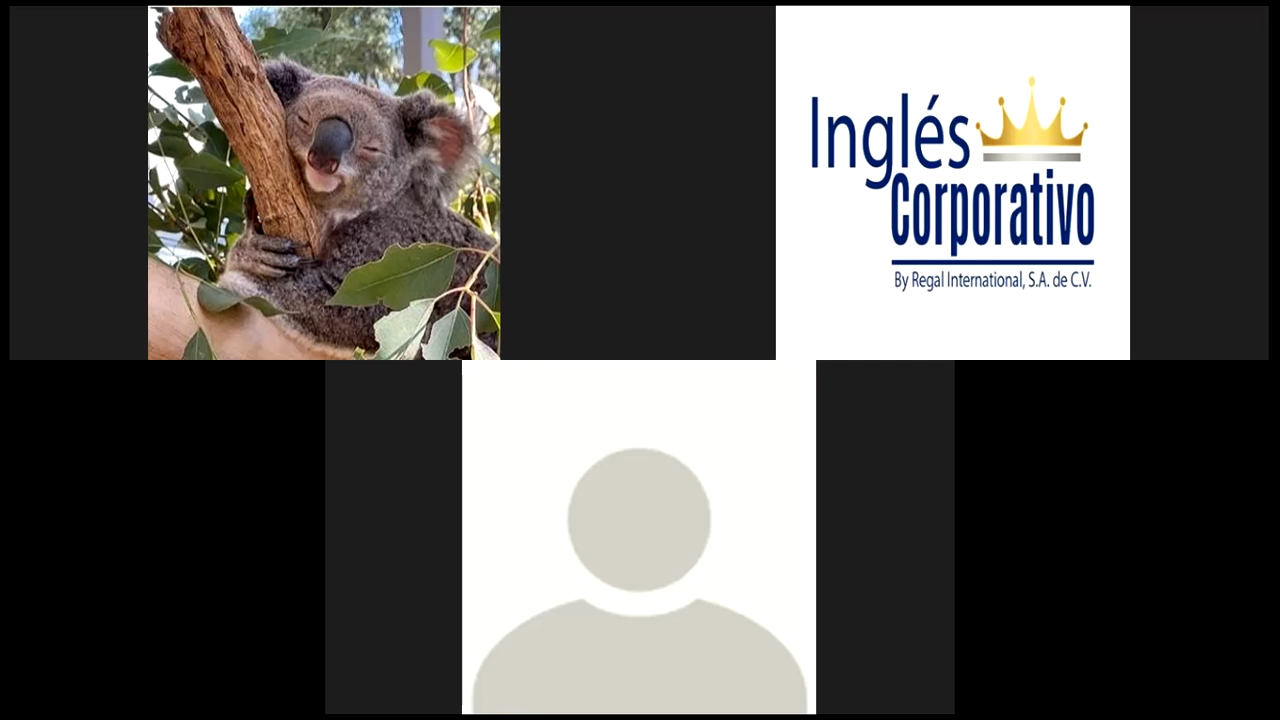 Inglés
Corporativo
By Regal International, S.A. de C.V.